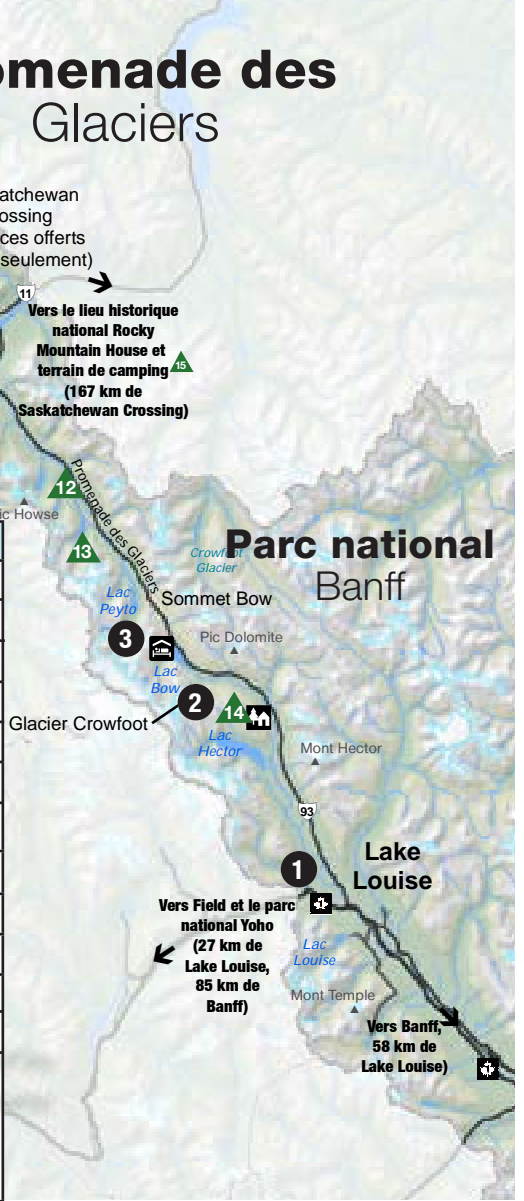 omenade des
Glaciers
atchewan
ossing
ces offerts
seulement)
11
Vers le lieu historique
national Rocky
Mountain House et
terrain de camping
15
(167 km de
Saskatchewan Crossing)
Promenade des Glaciers
12
ic Howse
13
Crowfoot
Glacier
Parc national
Banff
Lac
Peyto
Sommet Bow
3
Pic Dolomite
Lac
Bow
2
14
Glacier Crowfoot
Lac
Hector
Mont Hector
93
1
Lake
Louise
Vers Field et le parc
national Yoho
(27 km de
Lake Louise,
85 km de
Banff)
Lac
Louise
Mont Temple
Vers Banff,
58 km de
Lake Louise)